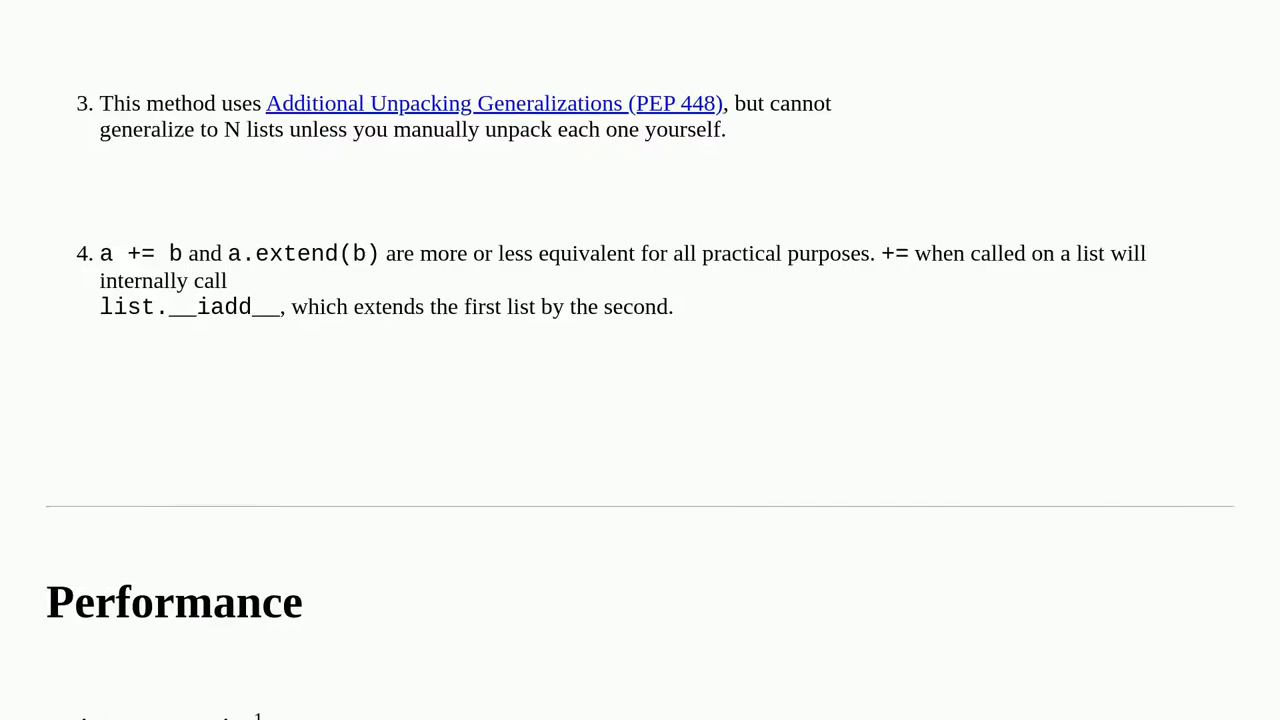 3. This method uses Additional Unpacking Generalizations (PEP 448), but cannot
generalize to N lists unless you manually unpack each one yourself.
4. a += b and a.extend(b) are more or less equivalent for all practical purposes. += when called on a list will
internally call
list.__iadd__, which extends the first list by the second.
Performance